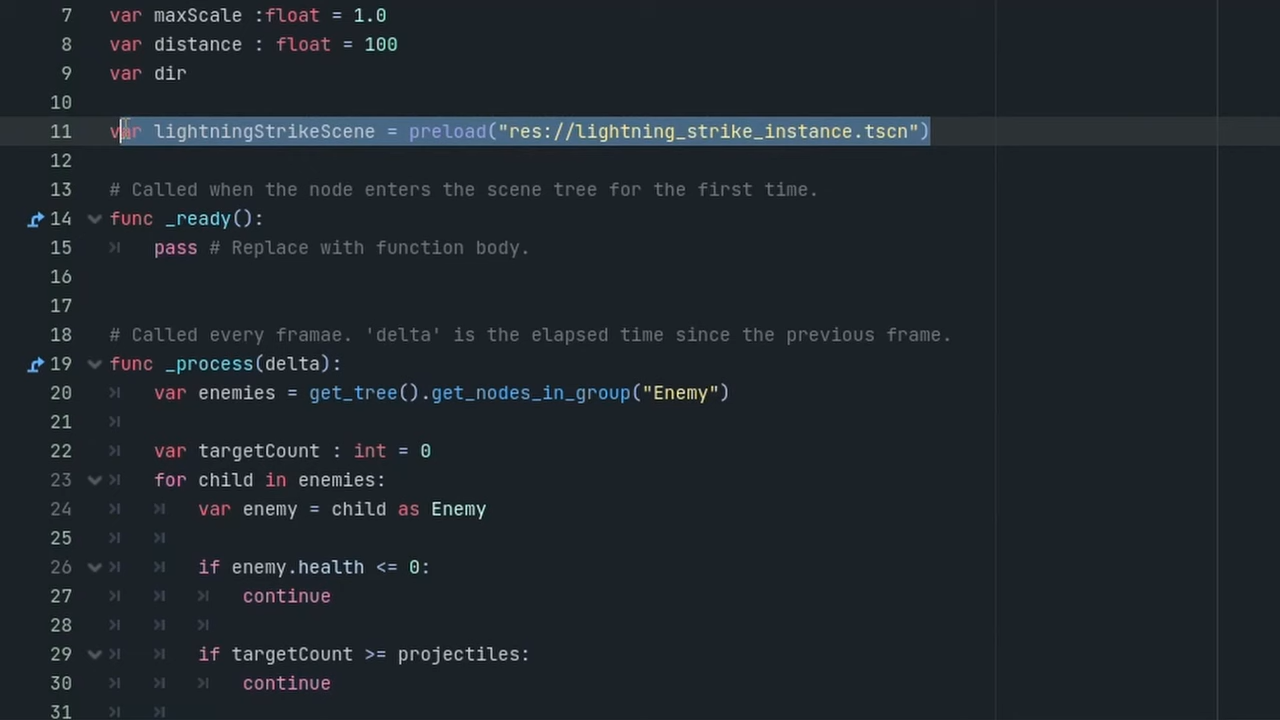 7 var maxScale :float = 1.0
8 var distance : float = 100
9 var dir
10
11 var lightningStrikeScene = preload("res://lightning_strike_instance.tscn")
12
13 # Called when the node enters the scene tree for the first time.
14 func _ready():
15 pass # Replace with function body.
16
17
18 # Called every framae. 'delta' is the elapsed time since the previous frame.
19 func _process(delta):
20 var enemies = get_tree().get_nodes_in_group("Enemy")
21
22 var targetCount : int = 0
23 for child in enemies:
24 var enemy = child as Enemy
25
26 if enemy.health <= 0:
27 continue
28
29 if targetCount >= projectiles:
30 continue
31